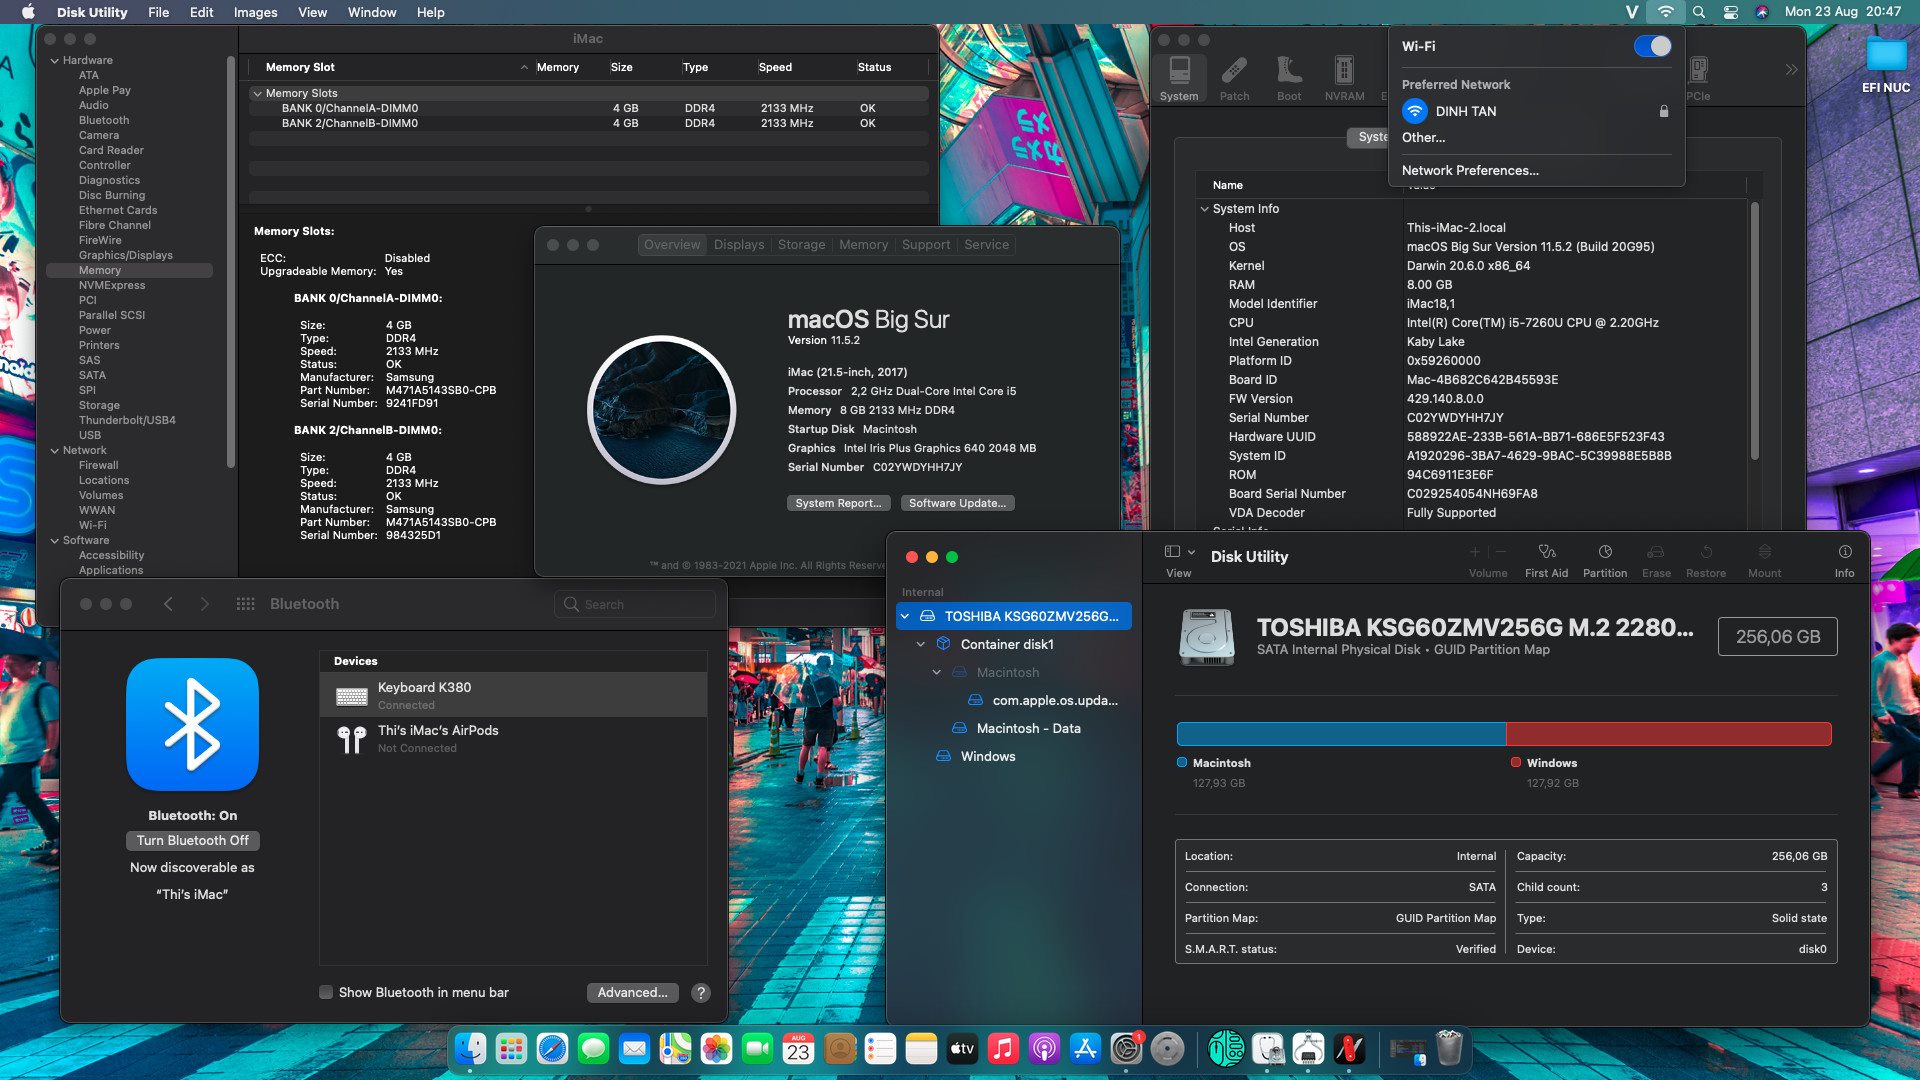 Disk Utility File Edit Images View Window Help
V Mon 23 Aug 20:47
iMac
Hardware
ATA
Apple Pay
Audio
Bluetooth
Camera
Card Reader
Controller
Diagnostics
Disc Burning
Ethernet Cards
Fibre Channel
FireWire
Graphics/Displays
Memory
NVMExpress
PCI
Parallel SCSI
Power
Printers
SAS
SATA
SPI
Storage
Thunderbolt/USB4
USB
Network
Firewall
Locations
Volumes
WWAN
Wi-Fi
Software
Accessibility
Applications
Memory Slot Memory Size Type Speed Status
Memory Slots
BANK 0/ChannelA-DIMM0 4 GB DDR4 2133 MHz OK
BANK 2/ChannelB-DIMM0 4 GB DDR4 2133 MHz OK
Memory Slots:
ECC: Disabled
Upgradeable Memory: Yes
BANK 0/ChannelA-DIMM0:
Size: 4 GB
Type: DDR4
Speed: 2133 MHz
Status: OK
Manufacturer: Samsung
Part Number: M471A5143SB0-CPB
Serial Number: 9241FD91
BANK 2/ChannelB-DIMM0:
Size: 4 GB
Type: DDR4
Speed: 2133 MHz
Status: OK
Manufacturer: Samsung
Part Number: M471A5143SB0-CPB
Serial Number: 984325D1
Overview Displays Storage Memory Support Service
macOS Big Sur
Version 11.5.2
iMac (21.5-inch, 2017)
Processor 2,2 GHz Dual-Core Intel Core i5
Memory 8 GB 2133 MHz DDR4
Startup Disk Macintosh
Graphics Intel Iris Plus Graphics 640 2048 MB
Serial Number C02YWDYHH7JY
System Report... Software Update...
™ and © 1983-2021 Apple Inc. All Rights Reserve
System Patch Boot NVRAM PCIe
Syste
Wi-Fi
Preferred Network
DINH TAN
Other...
Network Preferences...
EFI NUC
Name
System Info
Host This-iMac-2.local
OS macOS Big Sur Version 11.5.2 (Build 20G95)
Kernel Darwin 20.6.0 x86_64
RAM 8.00 GB
Model Identifier iMac18,1
CPU Intel(R) Core(TM) i5-7260U CPU @ 2.20GHz
Intel Generation Kaby Lake
Platform ID 0x59260000
Board ID Mac-4B682C642B45593E
FW Version 429.140.8.0.0
Serial Number C02YWDYHH7JY
Hardware UUID 588922AE-233B-561A-BB71-686E5F523F43
System ID A1920296-3BA7-4629-9BAC-5C39988E5B8B
ROM 94C6911E3E6F
Board Serial Number C029254054NH69FA8
VDA Decoder Fully Supported
Bluetooth
Search
Bluetooth: On
Turn Bluetooth Off
Now discoverable as
“Thi’s iMac”
Devices
Keyboard K380
Connected
Thi’s iMac’s AirPods
Not Connected
Show Bluetooth in menu bar Advanced... ?
Internal
TOSHIBA KSG60ZMV256G...
Container disk1
Macintosh
com.apple.os.upda...
Macintosh - Data
Windows
View Disk Utility Volume First Aid Partition Erase Restore Mount Info
TOSHIBA KSG60ZMV256G M.2 2280...
SATA Internal Physical Disk • GUID Partition Map
256,06 GB
Macintosh
127,93 GB
Windows
127,92 GB
Location: Internal
Connection: SATA
Partition Map: GUID Partition Map
S.M.A.R.T. status: Verified
Capacity: 256,06 GB
Child count: 3
Type: Solid state
Device: disk0
AUG
23
tv
1